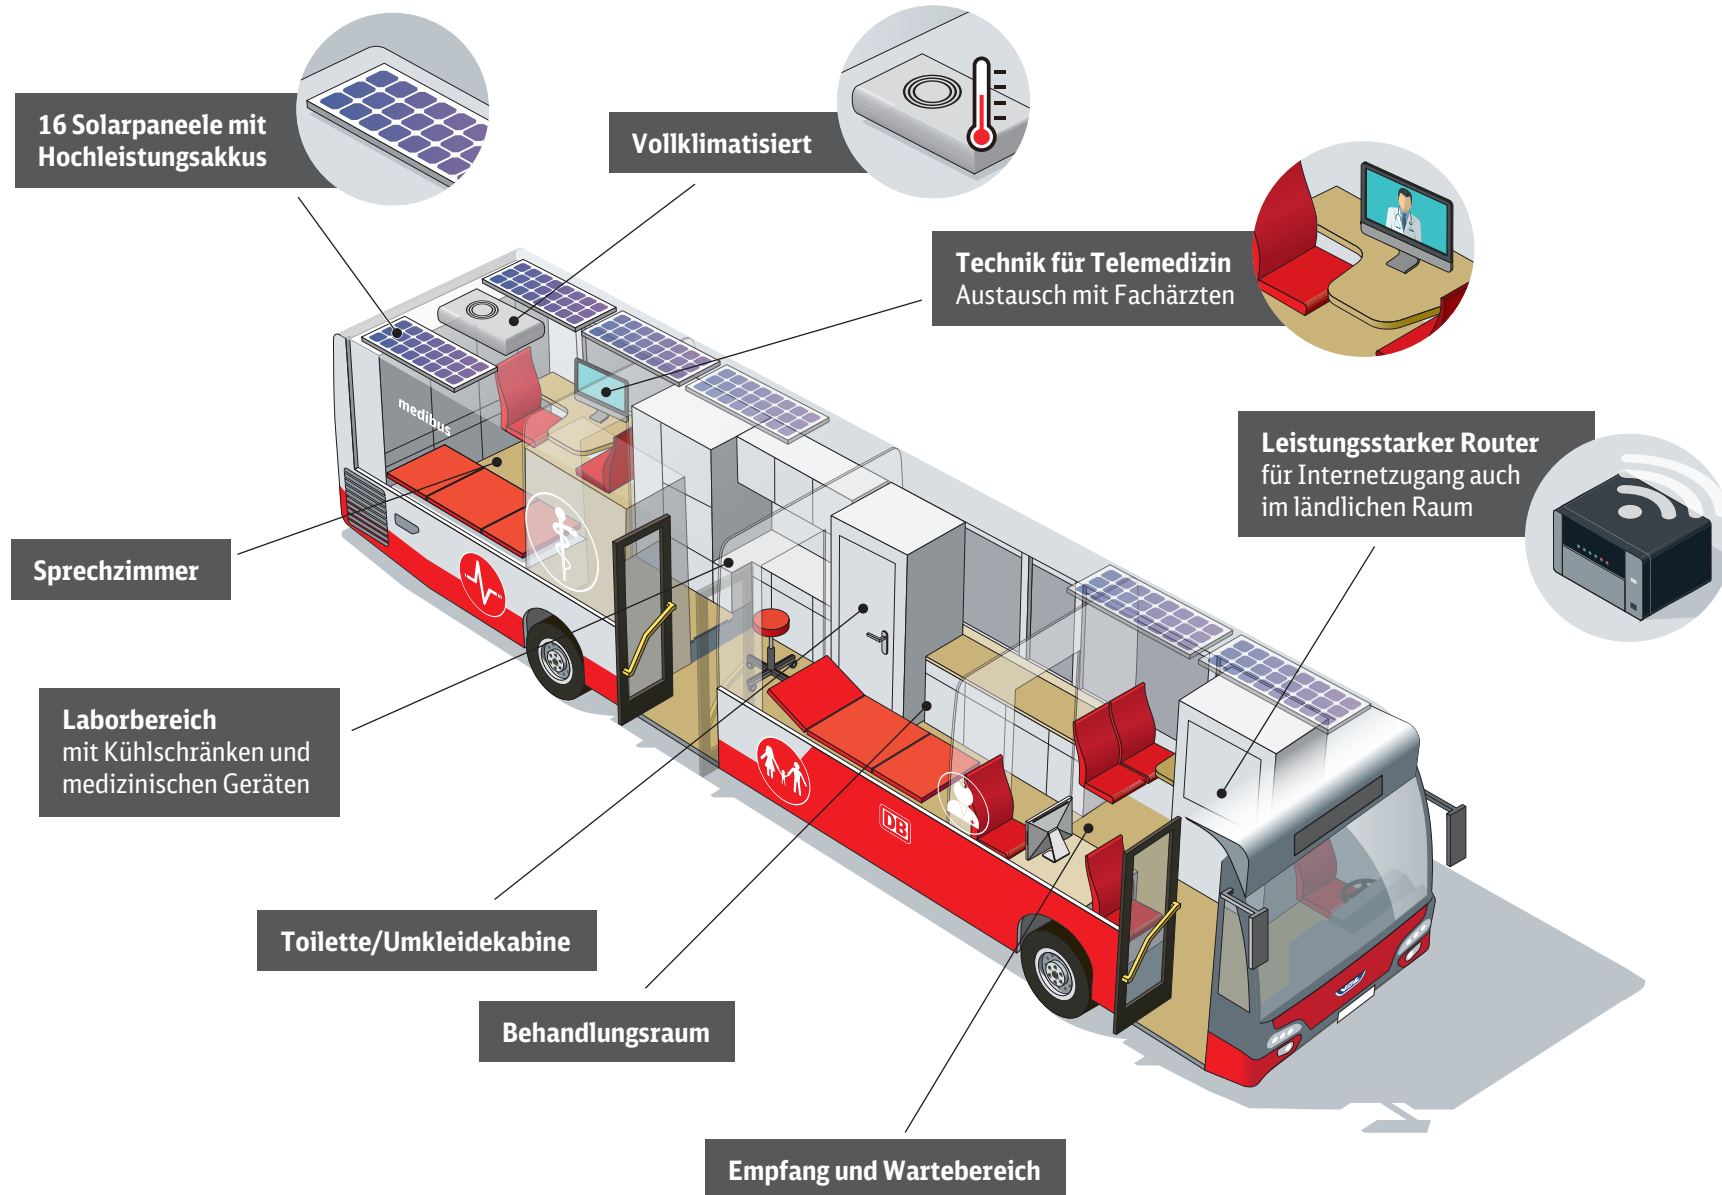 16 Solarpaneele mit
Hochleistungsakkus
Vollklimatisiert
Technik für Telemedizin
Austausch mit Fachärzten
Leistungsstarker Router
für Internetzugang auch
im ländlichen Raum
medibus
Sprechzimmer
Laborbereich
mit Kühlschränken und
medizinischen Geräten
DB
Toilette/Umkleidekabine
Behandlungsraum
Empfang und Wartebereich